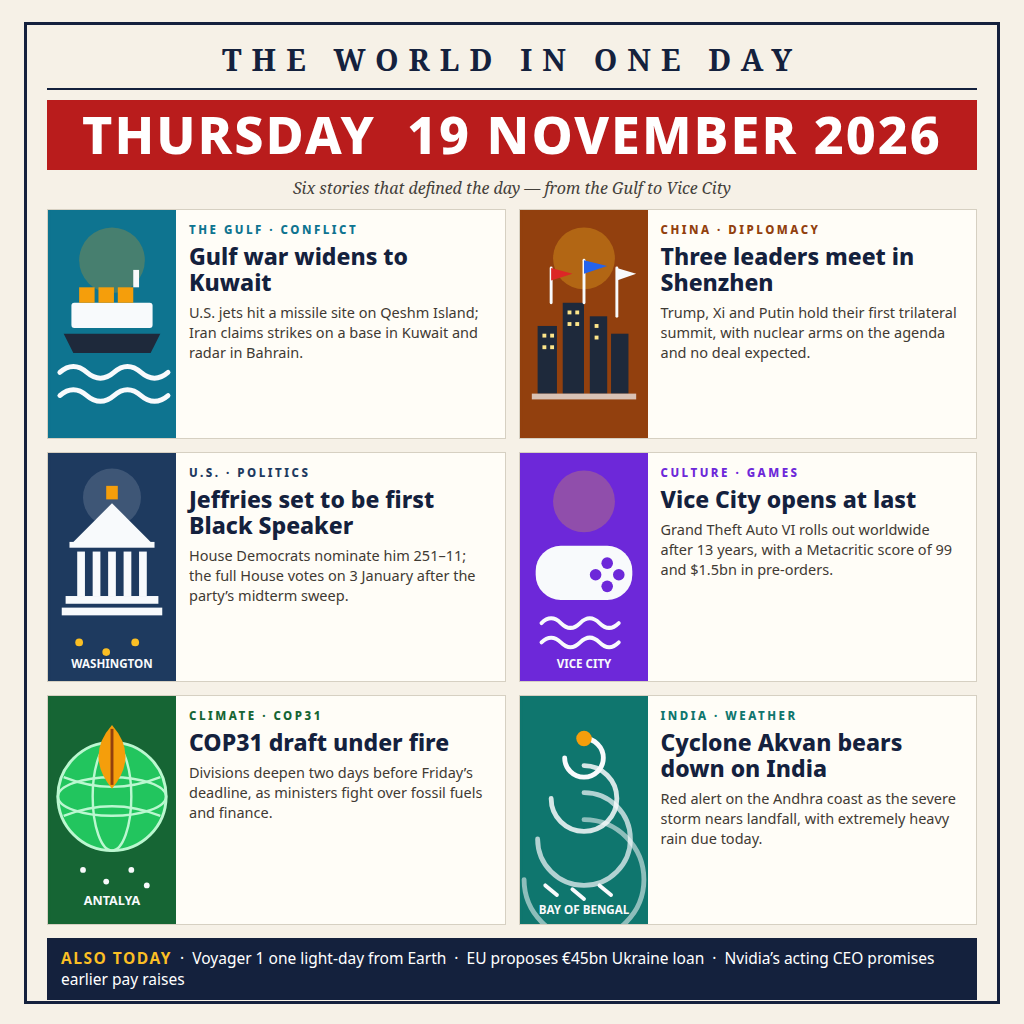 THE WORLD IN ONE DAY
THURSDAY 19 NOVEMBER 2026
Six stories that defined the day — from the Gulf to Vice City
THE GULF · CONFLICT
Gulf war widens to
Kuwait
U.S. jets hit a missile site on Qeshm Island;
Iran claims strikes on a base in Kuwait and
radar in Bahrain.
CHINA · DIPLOMACY
Three leaders meet in
Shenzhen
Trump, Xi and Putin hold their first trilateral
summit, with nuclear arms on the agenda
and no deal expected.
WASHINGTON
U.S. · POLITICS
Jeffries set to be first
Black Speaker
House Democrats nominate him 251–11;
the full House votes on 3 January after the
party’s midterm sweep.
VICE CITY
CULTURE · GAMES
Vice City opens at last
Grand Theft Auto VI rolls out worldwide
after 13 years, with a Metacritic score of 99
and $1.5bn in pre-orders.
ANTALYA
CLIMATE · COP31
COP31 draft under fire
Divisions deepen two days before Friday’s
deadline, as ministers fight over fossil fuels
and finance.
BAY OF BENGAL
INDIA · WEATHER
Cyclone Akvan bears
down on India
Red alert on the Andhra coast as the severe
storm nears landfall, with extremely heavy
rain due today.
ALSO TODAY · Voyager 1 one light-day from Earth · EU proposes €45bn Ukraine loan · Nvidia’s acting CEO promises
earlier pay raises